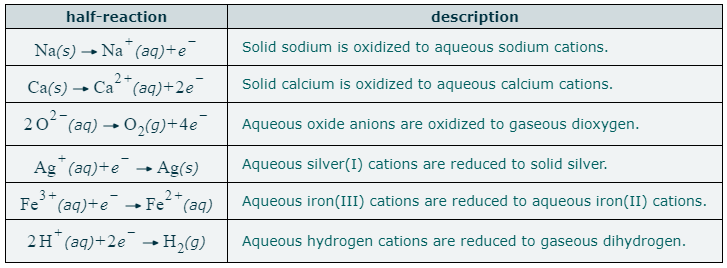 half-reaction description
Na(s) → Na⁺(aq)+e⁻ Solid sodium is oxidized to aqueous sodium cations.
Ca(s) → Ca²⁺(aq)+2e⁻ Solid calcium is oxidized to aqueous calcium cations.
2O²⁻(aq) → O₂(g)+4e⁻ Aqueous oxide anions are oxidized to gaseous dioxygen.
Ag⁺(aq)+e⁻ → Ag(s) Aqueous silver(I) cations are reduced to solid silver.
Fe³⁺(aq)+e⁻ → Fe²⁺(aq) Aqueous iron(III) cations are reduced to aqueous iron(II) cations.
2H⁺(aq)+2e⁻ → H₂(g) Aqueous hydrogen cations are reduced to gaseous dihydrogen.